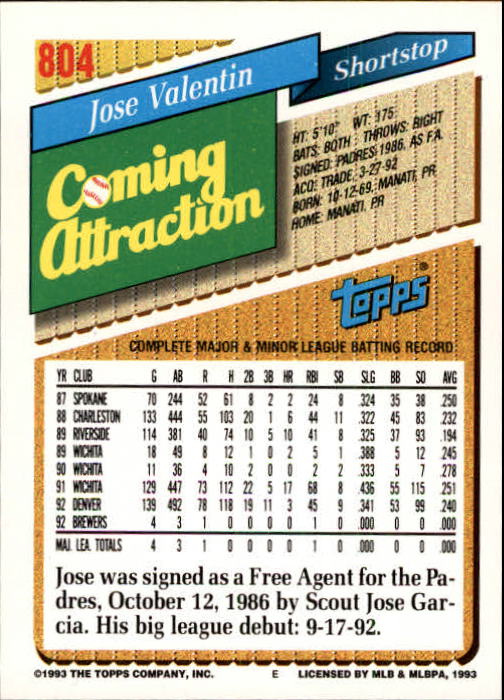 804
Jose Valentin
Shortstop
Coming
Attraction
HT: 5'10" WT: 175
BATS: BOTH THROWS: RIGHT
SIGNED: PADRES 1986, AS F.A.
ACQ: TRADE, 3-27-92
BORN: 10-12-69, MANATI, PR
HOME: MANATI, PR
Topps®
COMPLETE MAJOR & MINOR LEAGUE BATTING RECORD
YR CLUB G AB R H 2B 3B HR RBI SB SLG BB SO AVG
87 SPOKANE 70 244 52 61 8 2 2 24 8 .324 35 38 .250
88 CHARLESTON 133 444 55 103 20 1 6 44 11 .322 45 83 .232
89 RIVERSIDE 114 381 40 74 10 5 10 41 8 .325 37 93 .194
89 WICHITA 18 49 8 12 1 0 2 5 1 .388 5 12 .245
90 WICHITA 11 36 4 10 2 0 0 2 2 .333 5 7 .278
91 WICHITA 129 447 73 112 22 5 17 68 8 .436 55 115 .251
92 DENVER 139 492 78 118 19 11 3 45 9 .341 53 99 .240
92 BREWERS 4 3 1 0 0 0 0 1 0 .000 0 0 .000
MAJ. LEA. TOTALS 4 3 1 0 0 0 0 1 0 .000 0 0 .000
Jose was signed as a Free Agent for the Pa-
dres, October 12, 1986 by Scout Jose Gar-
cia. His big league debut: 9-17-92.
©1993 THE TOPPS COMPANY, INC. E LICENSED BY MLB & MLBPA, 1993